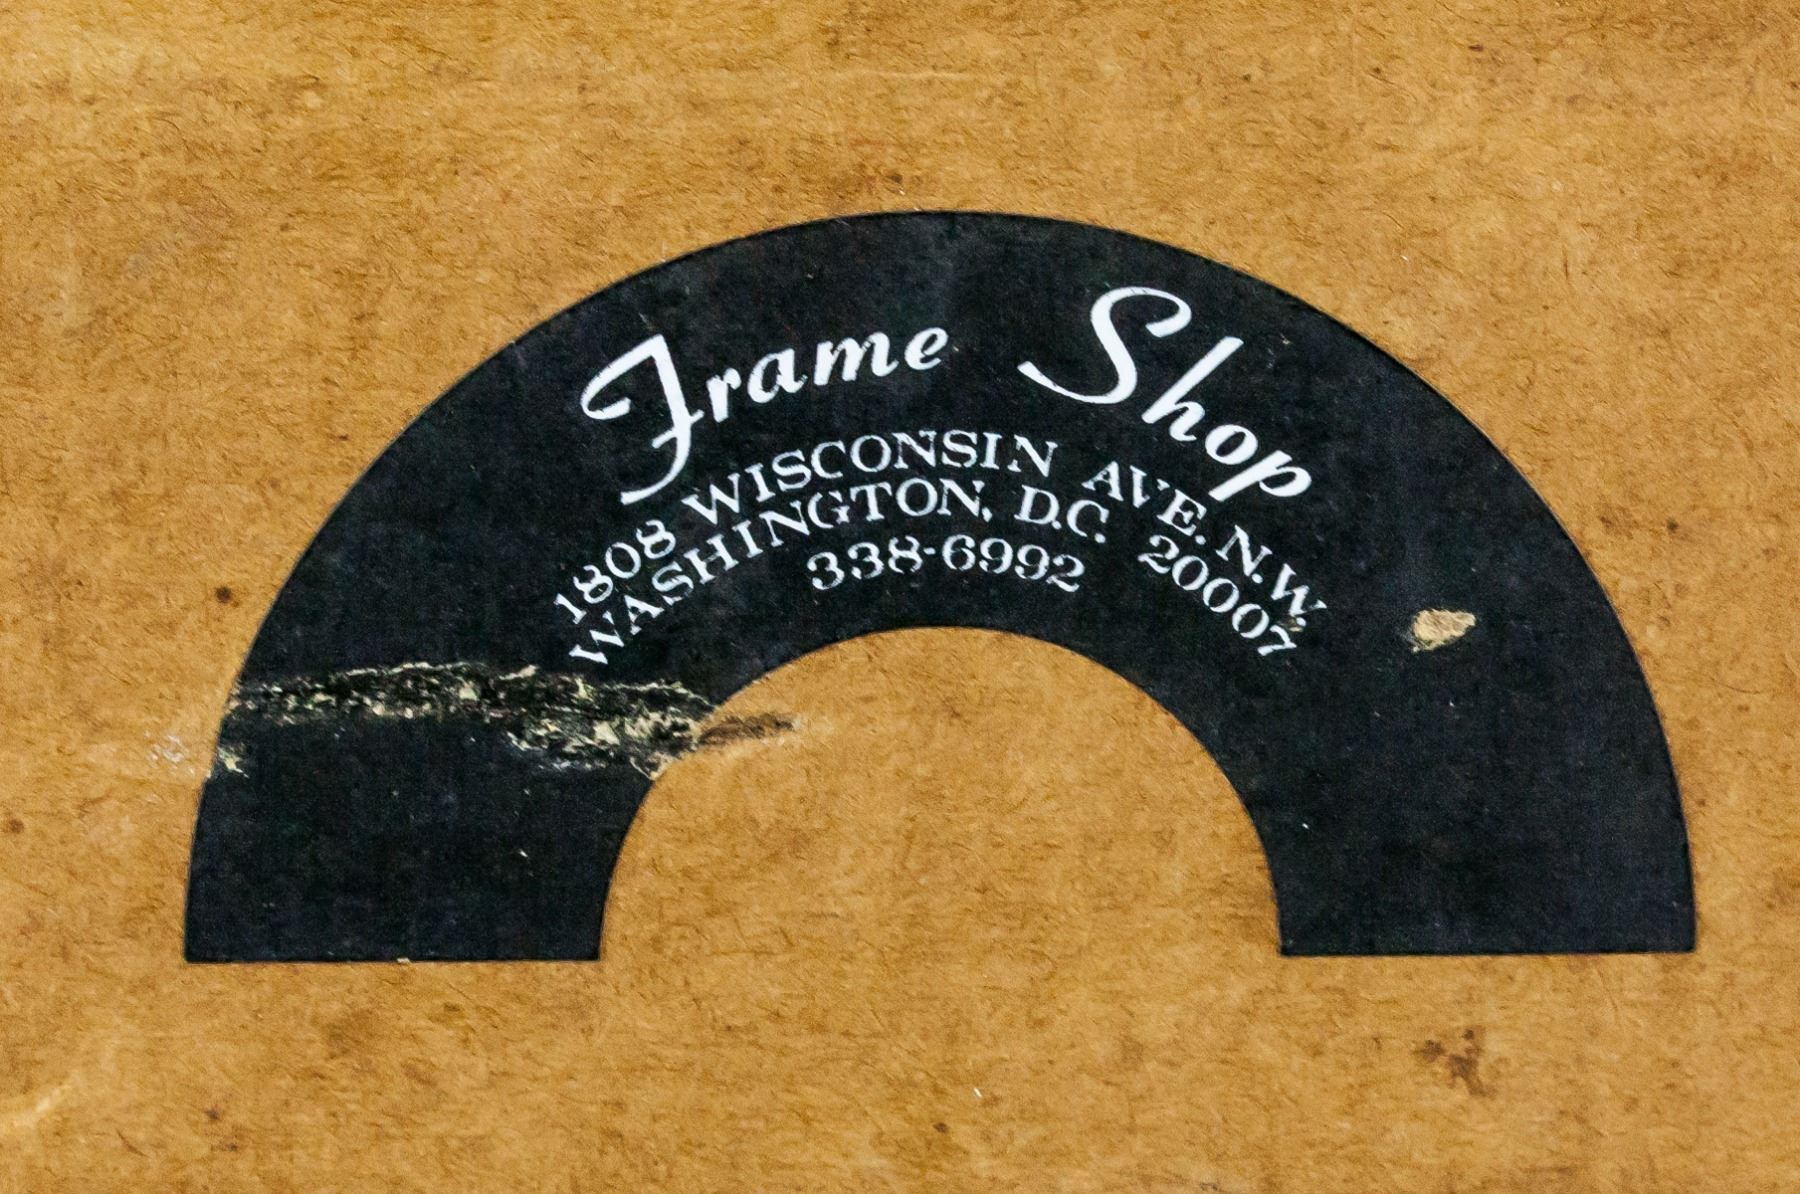 Frame Shop
1808 WISCONSIN AVE. N.W.
WASHINGTON, D.C. 20007
338-6992